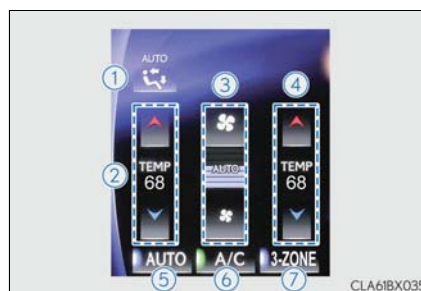 AUTO
1
3
4
2
TEMP
68
AUTO
TEMP
68
AUTO
A/C
3-ZONE
5
6
7
CLA61BX035